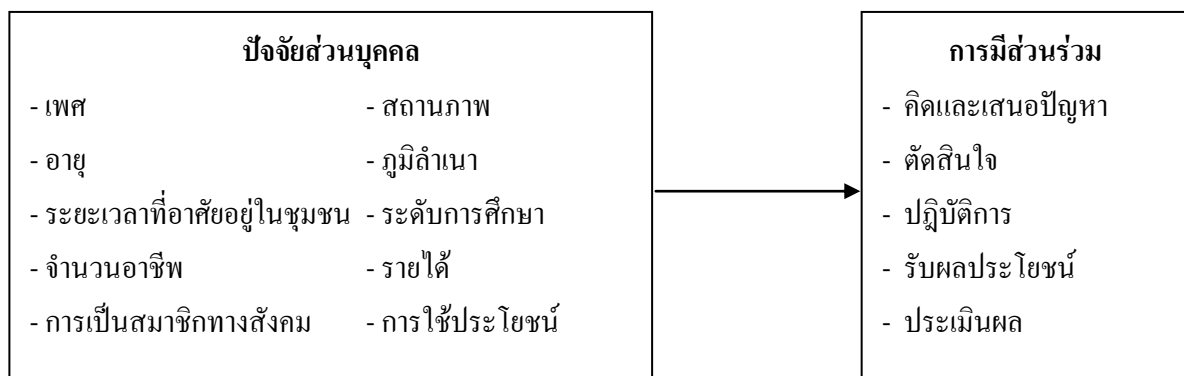 ปัจจัยส่วนบุคคล
- เพศ - สถานภาพ
- อายุ - ภูมิลำเนา
- ระยะเวลาที่อาศัยอยู่ในชุมชน - ระดับการศึกษา
- จำนวนอาชีพ - รายได้
- การเป็นสมาชิกทางสังคม - การใช้ประโยชน์
การมีส่วนร่วม
- คิดและเสนอปัญหา
- ตัดสินใจ
- ปฎิบัติการ
- รับผลประโยชน์
- ประเมินผล